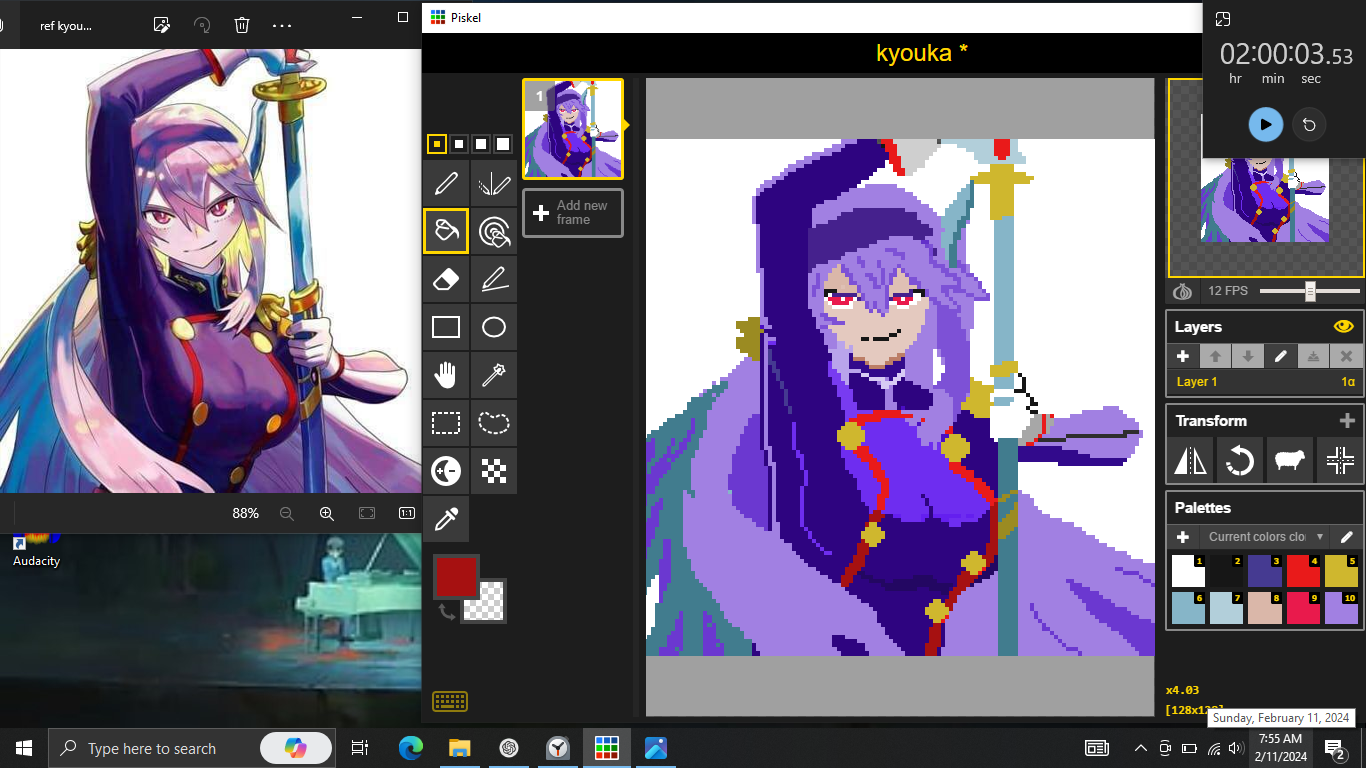 ref kyou...
Piskel
kyouka *
02:00:03.53
hr min sec
1
Add new
frame
12 FPS
Layers
Layer 1
1α
Transform
88%
1:1
Palettes
Current colors clo
1 2 3 4 5
6 7 8 9 10
Audacity
x4.03
[128x12
Sunday, February 11, 2024
Type here to search
7:55 AM
2/11/2024
2